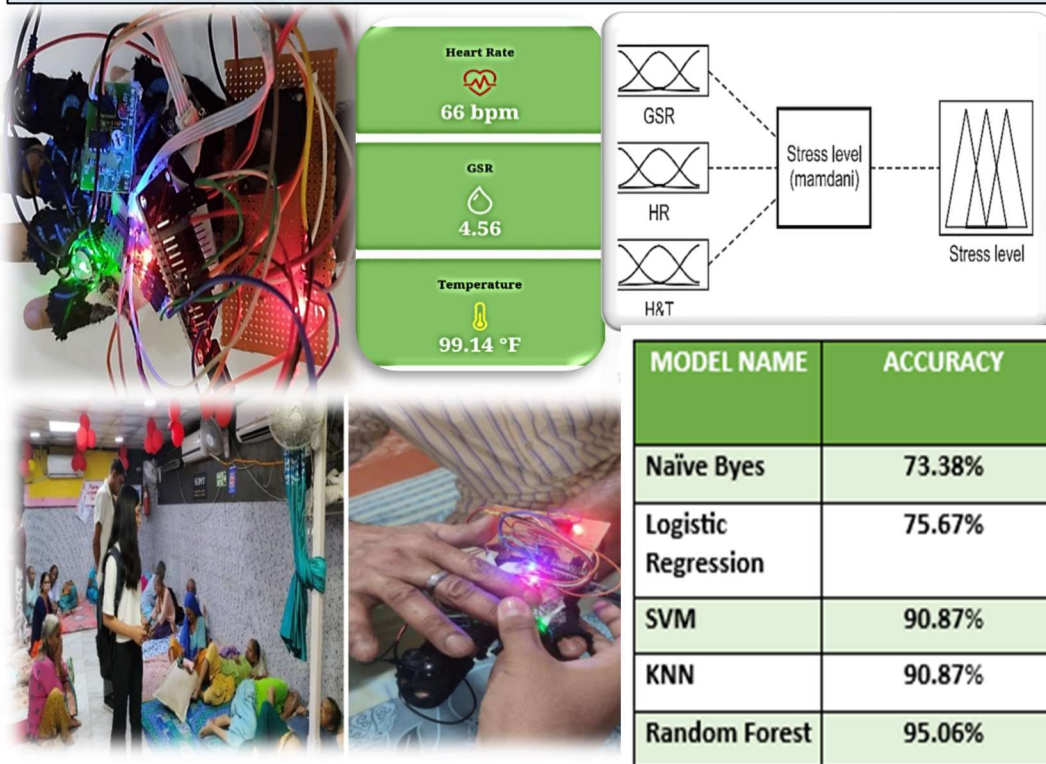 Heart Rate
66 bpm
GSR
4.56
Temperature
99.14 °F
GSR
HR
H&T
Stress level
(mamdani)
Stress level
MODEL NAME ACCURACY
Naïve Byes 73.38%
Logistic
Regression 75.67%
SVM 90.87%
KNN 90.87%
Random Forest 95.06%